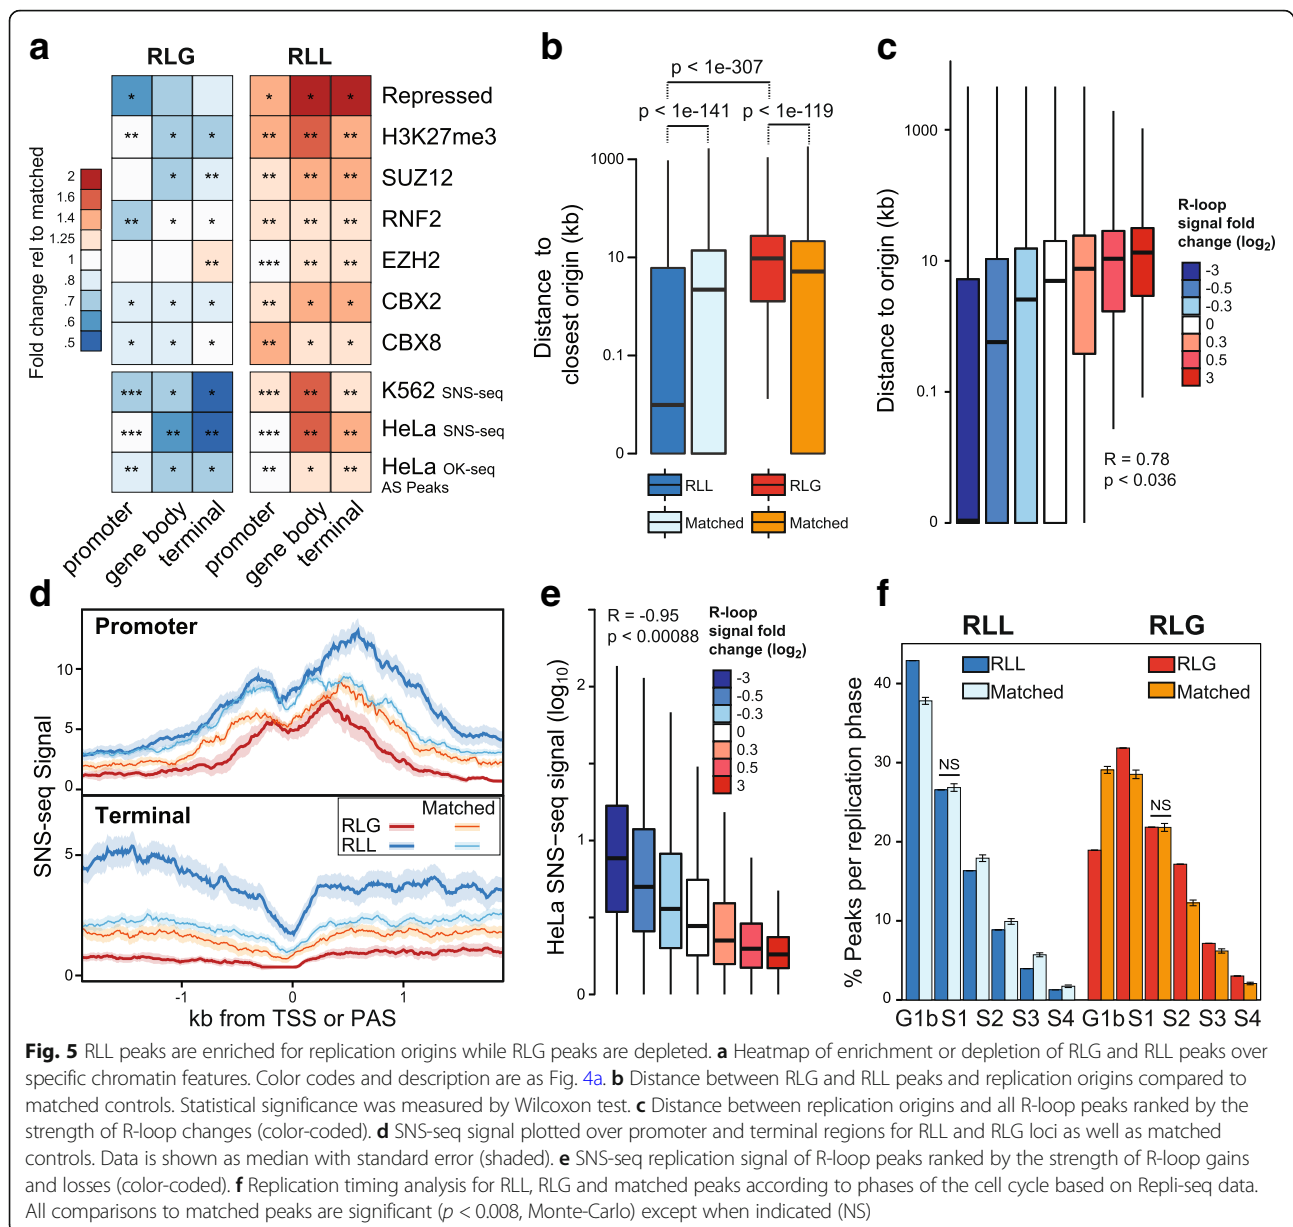 a
RLG RLL
* * * * Repressed
** * * ** ** ** H3K27me3
* ** ** ** ** SUZ12
** * * ** ** ** RNF2
** *** ** ** EZH2
* * * ** * * CBX2
* * * ** * * CBX8
*** * * *** ** ** K562 SNS-seq
*** ** ** *** ** ** HeLa SNS-seq
** * * ** * ** HeLa OK-seq
AS Peaks
promoter gene body terminal promoter gene body terminal
Fold change rel to matched
2
1.6
1.4
1.25
1
.8
.7
.6
.5
b
p < 1e-307
p < 1e-141 p < 1e-119
Distance to
closest origin (kb)
1000
10
0.1
0
RLL RLG
Matched Matched
c
Distance to origin (kb)
1000
10
0.1
0
R-loop
signal fold
change (log2)
-3
-0.5
-0.3
0
0.3
0.5
3
R = 0.78
p < 0.036
d
Promoter
SNS-seq Signal
10
5
0
Terminal
Matched
RLG
RLL
5
0
-1 0 1
kb from TSS or PAS
e
R = -0.95
p < 0.00088
R-loop
signal fold
change (log2)
-3
-0.5
-0.3
0
0.3
0.5
3
HeLa SNS-seq signal (log10)
2
1
0
f
RLL RLG
RLL RLG
Matched Matched
% Peaks per replication phase
40
30
20
10
0
NS NS
G1b S1 S2 S3 S4 G1b S1 S2 S3 S4
Fig. 5 RLL peaks are enriched for replication origins while RLG peaks are depleted. a Heatmap of enrichment or depletion of RLG and RLL peaks over
specific chromatin features. Color codes and description are as Fig. 4a. b Distance between RLG and RLL peaks and replication origins compared to
matched controls. Statistical significance was measured by Wilcoxon test. c Distance between replication origins and all R-loop peaks ranked by the
strength of R-loop changes (color-coded). d SNS-seq signal plotted over promoter and terminal regions for RLL and RLG loci as well as matched
controls. Data is shown as median with standard error (shaded). e SNS-seq replication signal of R-loop peaks ranked by the strength of R-loop gains
and losses (color-coded). f Replication timing analysis for RLL, RLG and matched peaks according to phases of the cell cycle based on Repli-seq data.
All comparisons to matched peaks are significant (p < 0.008, Monte-Carlo) except when indicated (NS)